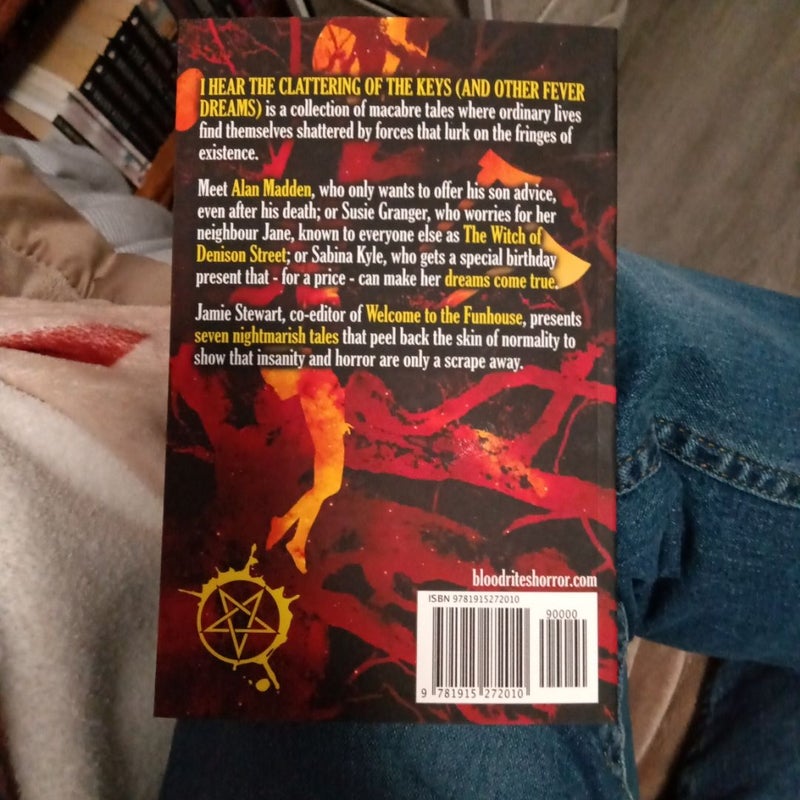 I HEAR THE CLATTERING OF THE KEYS (AND OTHER FEVER
DREAMS) is a collection of macabre tales where ordinary lives
find themselves shattered by forces that lurk on the fringes of
existence.
Meet Alan Madden, who only wants to offer his son advice,
even after his death; or Susie Granger, who worries for her
neighbour Jane, known to everyone else as The Witch of
Denison Street; or Sabina Kyle, who gets a special birthday
present that - for a price - can make her dreams come true.
Jamie Stewart, co-editor of Welcome to the Funhouse, presents
seven nightmarish tales that peel back the skin of normality to
show that insanity and horror are only a scrape away.
bloodriteshorror.com
ISBN 9781915272010
90000
9 781915 272010